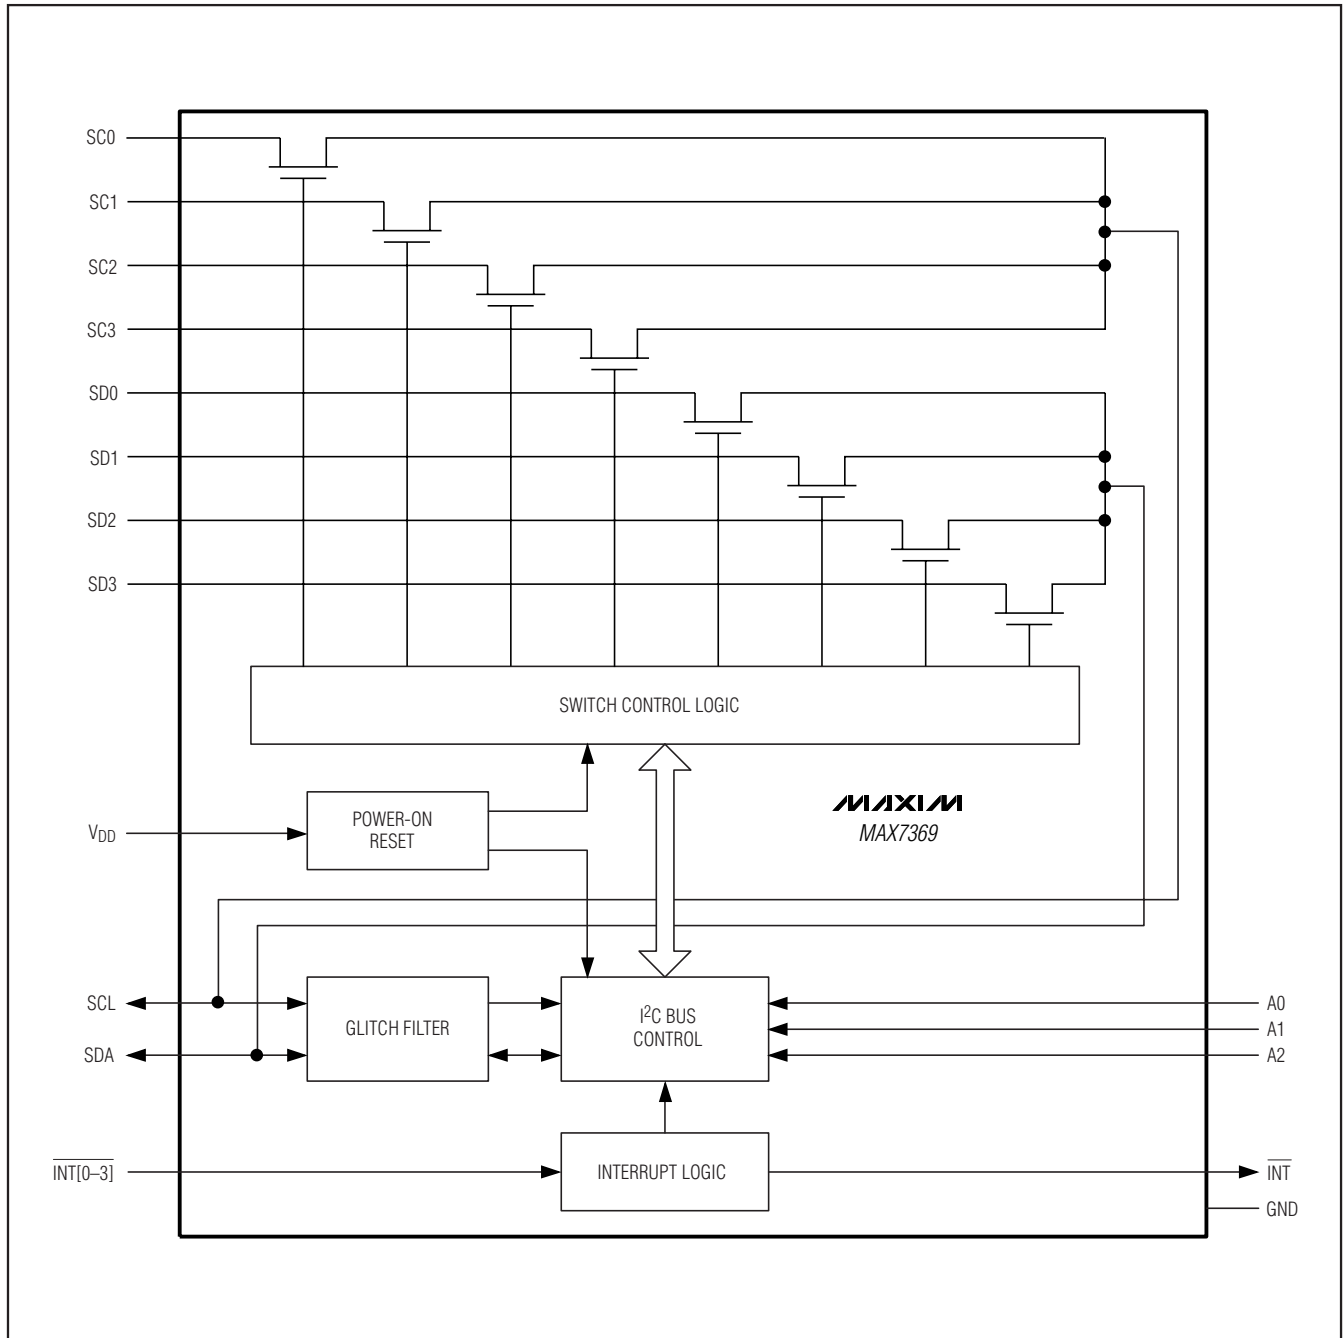 SC0
SC1
SC2
SC3
SD0
SD1
SD2
SD3
SWITCH CONTROL LOGIC
MAXIM
MAX7369
POWER-ON
RESET
VDD
SCL
SDA
GLITCH FILTER
I²C BUS
CONTROL
A0
A1
A2
INT[0–3]
INTERRUPT LOGIC
INT
GND